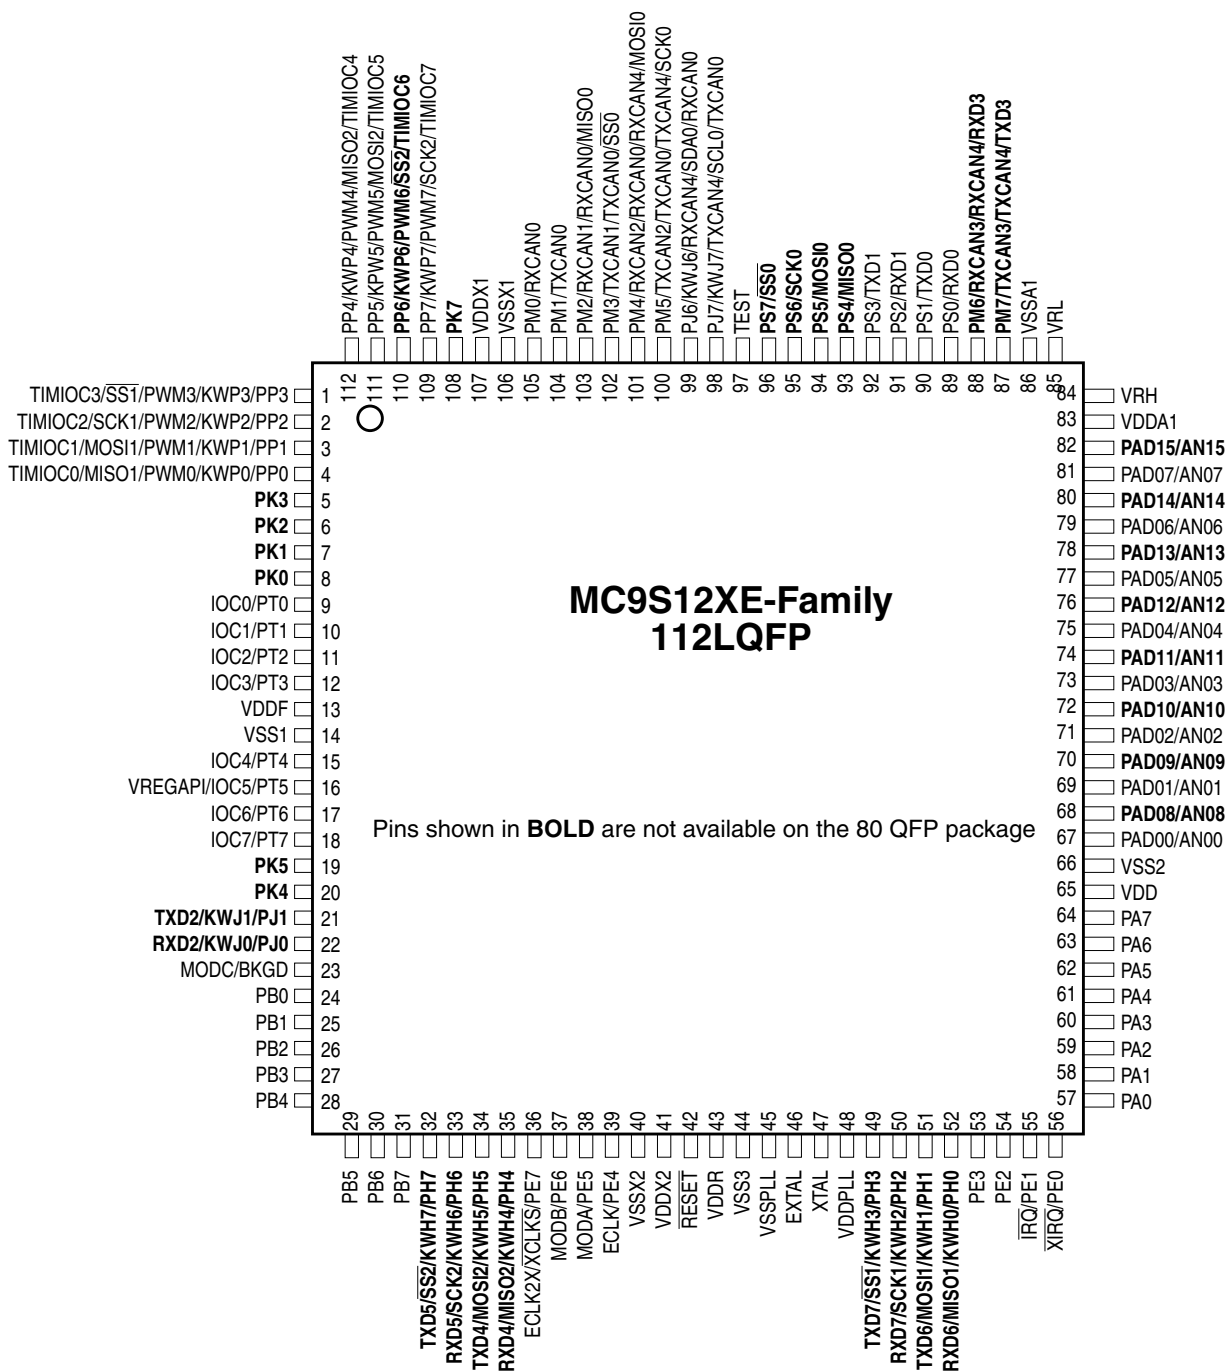 PP4/KWP4/PWM4/MISO2/TIMIOC4
PP5/KPW5/PWM5/MOSI2/TIMIOC5
PP6/KWP6/PWM6/SS2/TIMIOC6
PP7/KWP7/PWM7/SCK2/TIMIOC7
PK7
VDDX1
VSSX1
PM0/RXCAN0
PM1/TXCAN0
PM2/RXCAN1/RXCAN0/MISO0
PM3/TXCAN1/TXCAN0/SS0
PM4/RXCAN2/RXCAN0/RXCAN4/MOSI0
PM5/TXCAN2/TXCAN0/TXCAN4/SCK0
PJ6/KWJ6/RXCAN4/SDA0/RXCAN0
PJ7/KWJ7/TXCAN4/SCL0/TXCAN0
TEST
PS7/SS0
PS6/SCK0
PS5/MOSI0
PS4/MISO0
PS3/TXD1
PS2/RXD1
PS1/TXD0
PS0/RXD0
PM6/RXCAN3/RXCAN4/RXD3
PM7/TXCAN3/TXCAN4/TXD3
VSSA1
VRL
112
111
110
109
108
107
106
105
104
103
102
101
100
99
98
97
96
95
94
93
92
91
90
89
88
87
86
85
TIMIOC3/SS1/PWM3/KWP3/PP3 1
TIMIOC2/SCK1/PWM2/KWP2/PP2 2
TIMIOC1/MOSI1/PWM1/KWP1/PP1 3
TIMIOC0/MISO1/PWM0/KWP0/PP0 4
PK3 5
PK2 6
PK1 7
PK0 8
IOC0/PT0 9
IOC1/PT1 10
IOC2/PT2 11
IOC3/PT3 12
VDDF 13
VSS1 14
IOC4/PT4 15
VREGAPI/IOC5/PT5 16
IOC6/PT6 17
IOC7/PT7 18
PK5 19
PK4 20
TXD2/KWJ1/PJ1 21
RXD2/KWJ0/PJ0 22
MODC/BKGD 23
PB0 24
PB1 25
PB2 26
PB3 27
PB4 28
MC9S12XE-Family
112LQFP
Pins shown in BOLD are not available on the 80 QFP package
84 VRH
83 VDDA1
82 PAD15/AN15
81 PAD07/AN07
80 PAD14/AN14
79 PAD06/AN06
78 PAD13/AN13
77 PAD05/AN05
76 PAD12/AN12
75 PAD04/AN04
74 PAD11/AN11
73 PAD03/AN03
72 PAD10/AN10
71 PAD02/AN02
70 PAD09/AN09
69 PAD01/AN01
68 PAD08/AN08
67 PAD00/AN00
66 VSS2
65 VDD
64 PA7
63 PA6
62 PA5
61 PA4
60 PA3
59 PA2
58 PA1
57 PA0
29
30
31
32
33
34
35
36
37
38
39
40
41
42
43
44
45
46
47
48
49
50
51
52
53
54
55
56
PB5
PB6
PB7
TXD5/SS2/KWH7/PH7
RXD5/SCK2/KWH6/PH6
TXD4/MOSI2/KWH5/PH5
RXD4/MISO2/KWH4/PH4
ECLK2X/XCLKS/PE7
MODB/PE6
MODA/PE5
ECLK/PE4
VSSX2
VDDX2
RESET
VDDR
VSS3
VSSPLL
EXTAL
XTAL
VDDPLL
TXD7/SS1/KWH3/PH3
RXD7/SCK1/KWH2/PH2
TXD6/MOSI1/KWH1/PH1
RXD6/MISO1/KWH0/PH0
PE3
PE2
IRQ/PE1
XIRQ/PE0